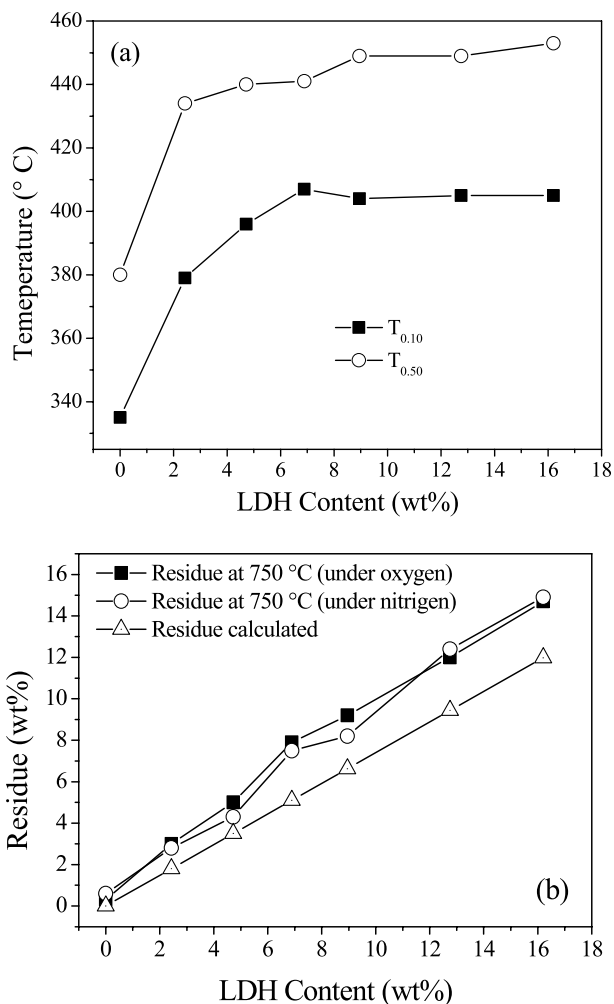 460
(a)
440
420
400
380
360
340
Temeperature (° C)
T0.10
T0.50
0 2 4 6 8 10 12 14 16 18
LDH Content (wt%)
16
14
12
10
8
6
4
2
0
Residue (wt%)
Residue at 750 °C (under oxygen)
Residue at 750 °C (under nitrigen)
Residue calculated
(b)
0 2 4 6 8 10 12 14 16 18
LDH Content (wt%)